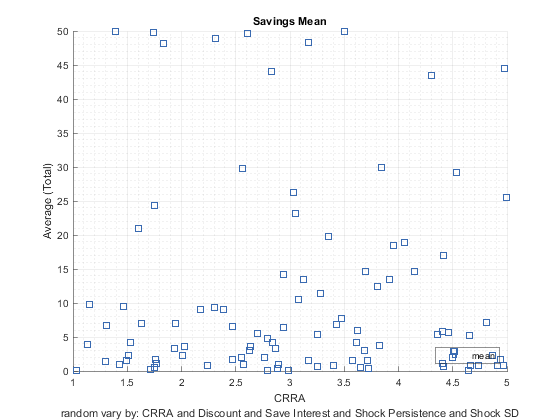 Savings Mean
50
45
40
35
30
25
20
15
10
5
0
Average (Total)
mean
1 1.5 2 2.5 3 3.5 4 4.5 5
CRRA
random vary by: CRRA and Discount and Save Interest and Shock Persistence and Shock SD